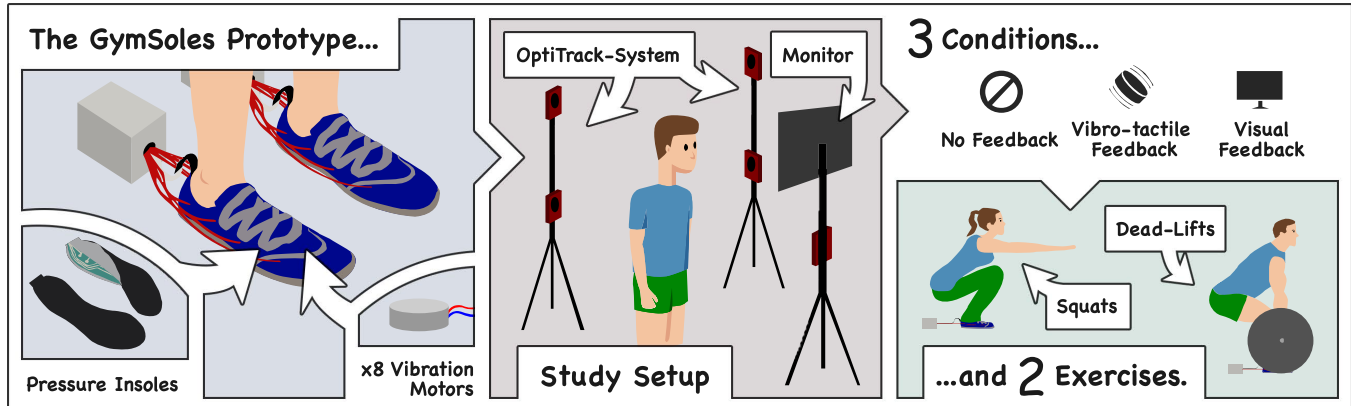 The GymSoles Prototype...
Pressure Insoles
x8 Vibration
Motors
OptiTrack-System
Monitor
Study Setup
3 Conditions...
No Feedback
Vibro-tactile
Feedback
Visual
Feedback
Dead-Lifts
Squats
...and 2 Exercises.